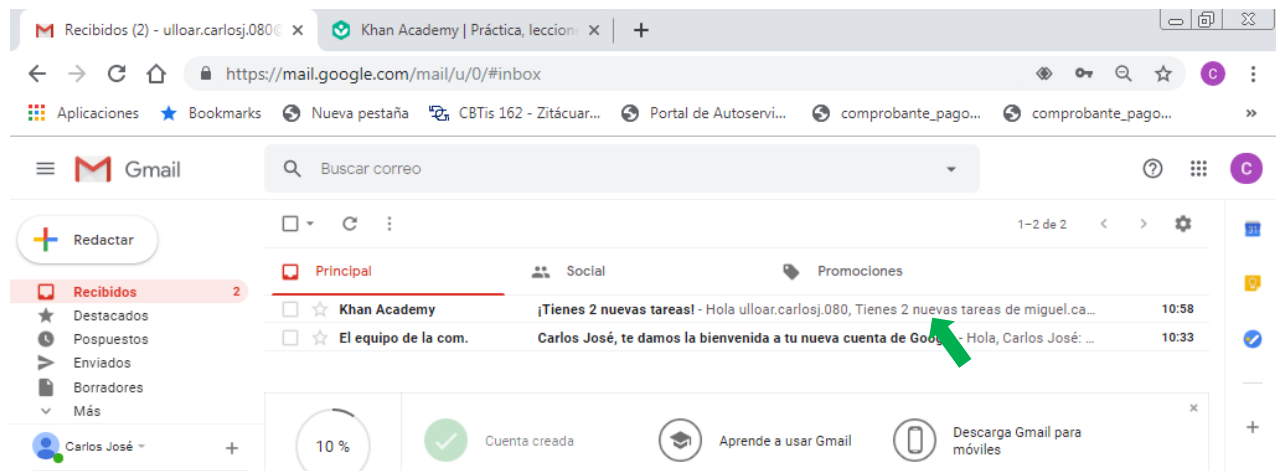 Recibidos (2) - ulloar.carlosj.080@ Khan Academy | Práctica, leccion
https://mail.google.com/mail/u/0/#inbox C
Aplicaciones Bookmarks Nueva pestaña CBTis 162 - Zitácuar... Portal de Autoservi... comprobante_pago... comprobante_pago... »
Gmail Buscar correo C
Redactar 1–2 de 2 31
Principal Social Promociones
Recibidos 2
Khan Academy ¡Tienes 2 nuevas tareas! - Hola ulloar.carlosj.080, Tienes 2 nuevas tareas de miguel.ca... 10:58
Destacados
El equipo de la com. Carlos José, te damos la bienvenida a tu nueva cuenta de - Hola, Carlos José: ... 10:33
Pospuestos
Enviados
Borradores
Más
Carlos José
10 % Cuenta creada Aprende a usar Gmail Descarga Gmail para
móviles